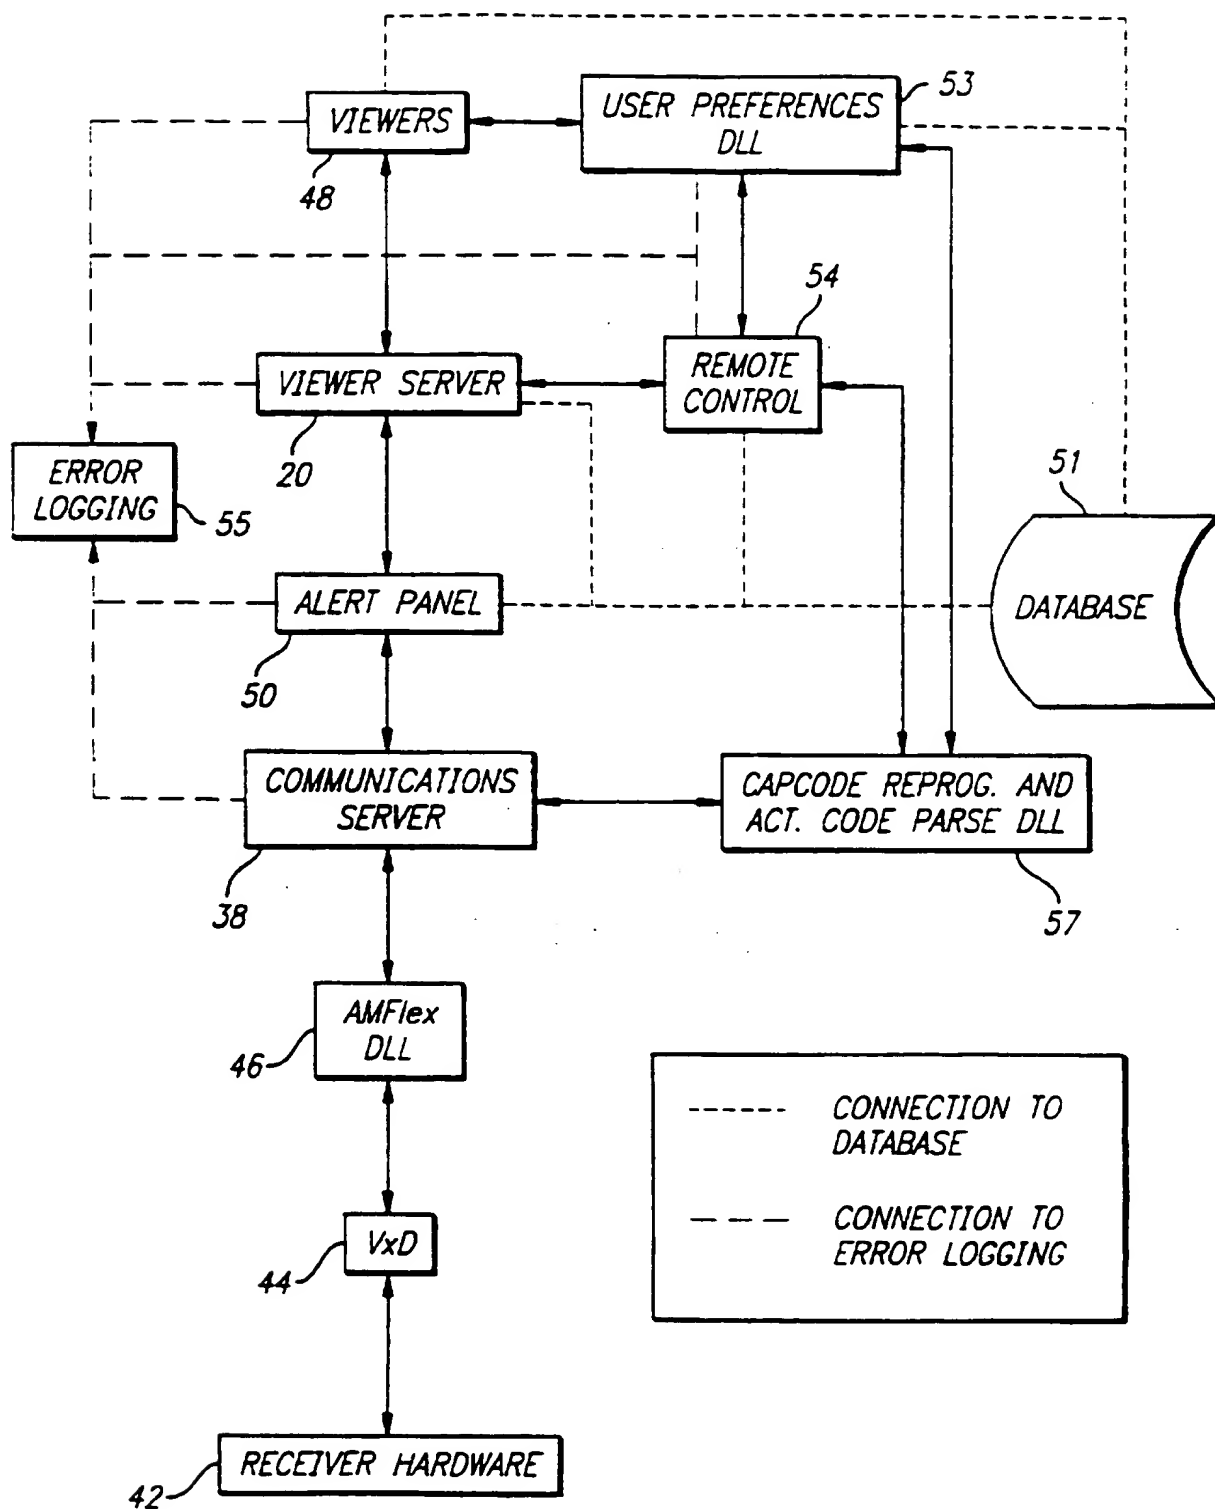 53
USER PREFERENCES
DLL
VIEWERS
48
54
REMOTE
CONTROL
VIEWER SERVER
20
51
ERROR
LOGGING
55
ALERT PANEL
50
DATABASE
COMMUNICATIONS
SERVER
38
CAPCODE REPROG. AND
ACT. CODE PARSE DLL
57
AMFlex
DLL
46
CONNECTION TO
DATABASE
CONNECTION TO
ERROR LOGGING
VxD
44
RECEIVER HARDWARE
42